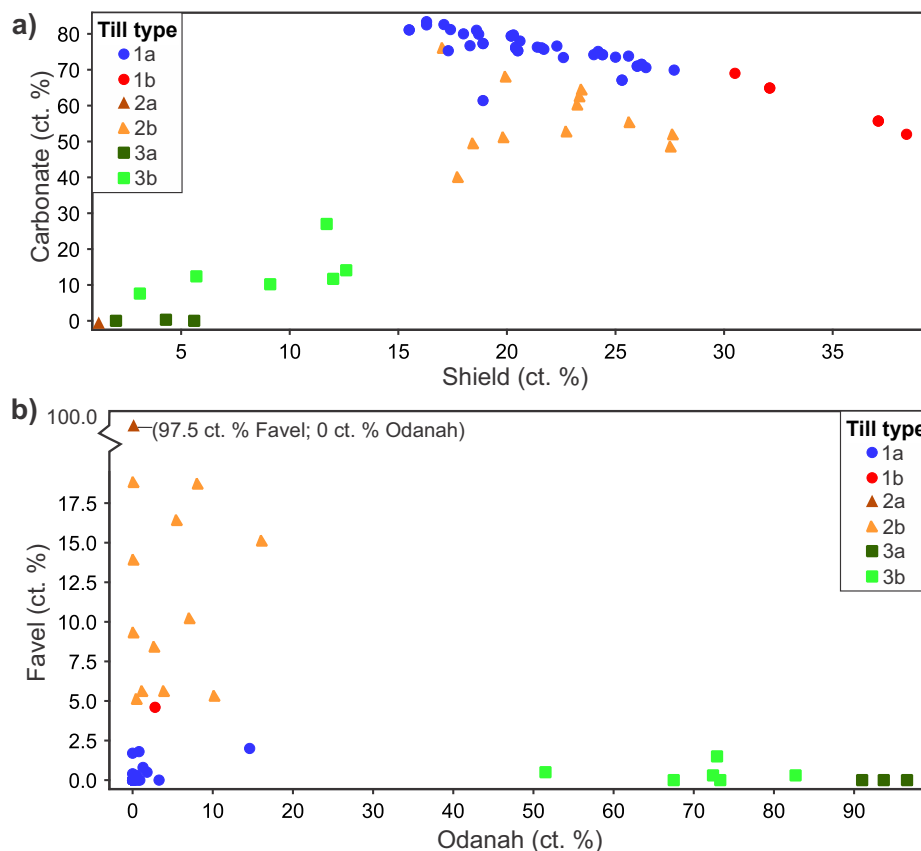 a)
Till type
1a
1b
2a
2b
3a
3b
Carbonate (ct. %)
80
70
60
50
40
30
20
10
0
5
10
15
20
25
30
35
Shield (ct. %)
b)
100.0
(97.5 ct. % Favel; 0 ct. % Odanah)
Till type
1a
1b
2a
2b
3a
3b
Favel (ct. %)
17.5
15.0
12.5
10.0
7.5
5.0
2.5
0.0
0
10
20
30
40
50
60
70
80
90
Odanah (ct. %)